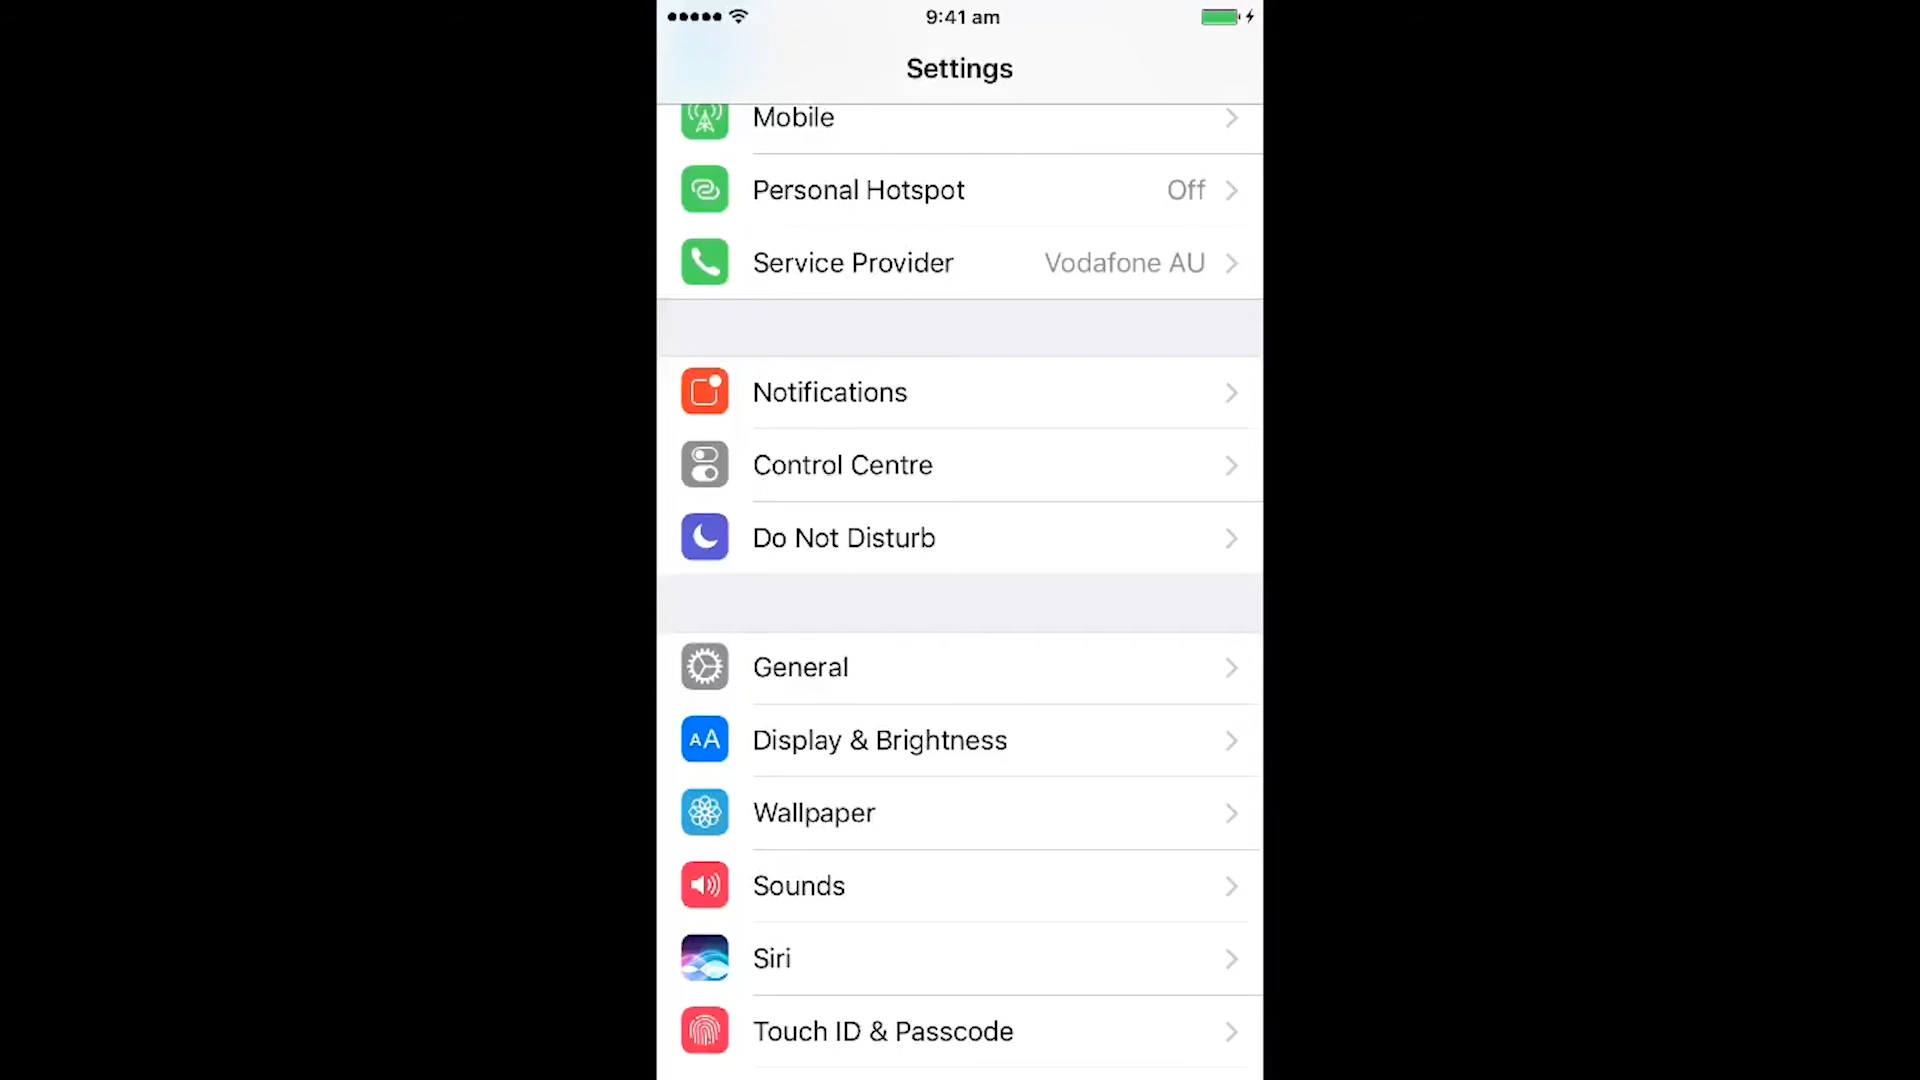 9:41 am
Settings
Mobile
Personal Hotspot Off
Service Provider Vodafone AU
Notifications
Control Centre
Do Not Disturb
General
AA Display & Brightness
Wallpaper
Sounds
Siri
Touch ID & Passcode